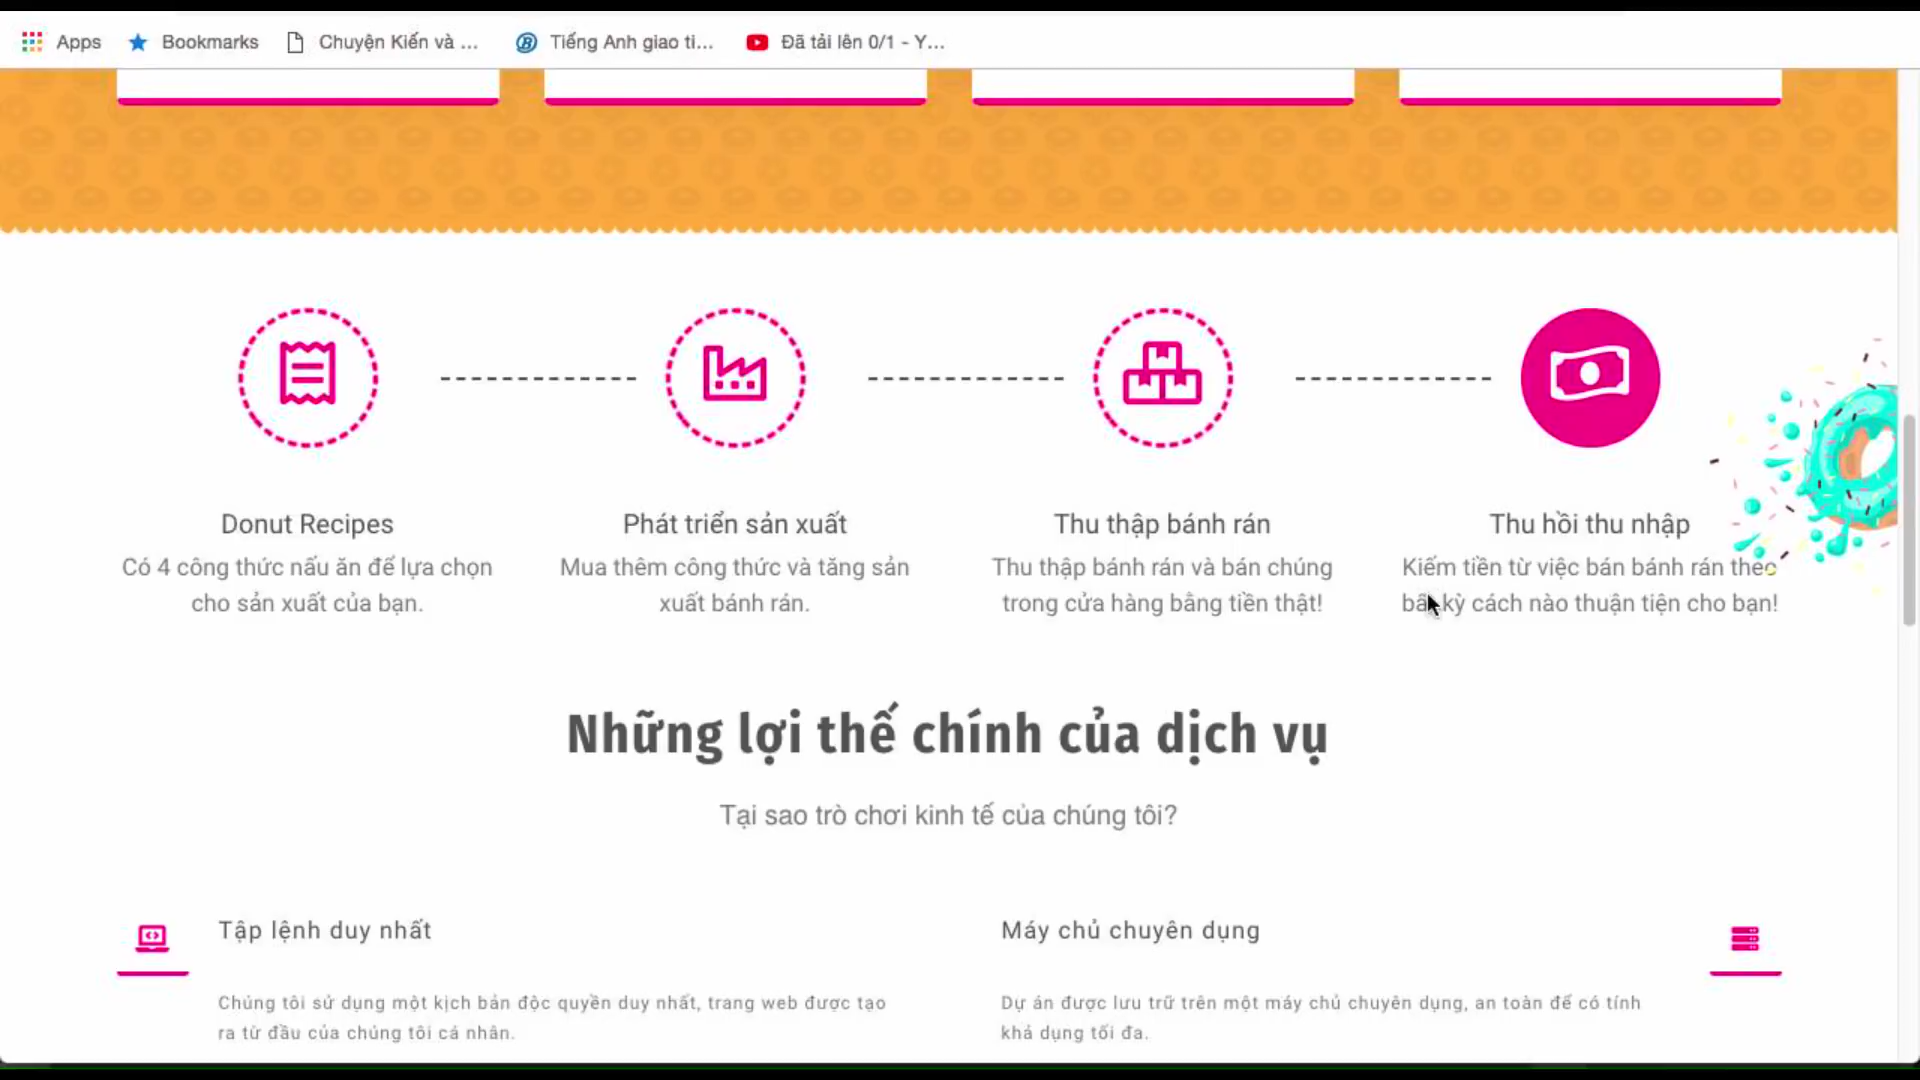 Apps Bookmarks Chuyện Kiến và ... Tiếng Anh giao ti... Đã tải lên 0/1 - Y...
Donut Recipes
Có 4 công thức nấu ăn để lựa chọn
cho sản xuất của bạn.
Phát triển sản xuất
Mua thêm công thức và tăng sản
xuất bánh rán.
Thu thập bánh rán
Thu thập bánh rán và bán chúng
trong cửa hàng bằng tiền thật!
Thu hồi thu nhập
Kiếm tiền từ việc bán bánh rán theo
bất kỳ cách nào thuận tiện cho bạn!
Những lợi thế chính của dịch vụ
Tại sao trò chơi kinh tế của chúng tôi?
Tập lệnh duy nhất
Chúng tôi sử dụng một kịch bản độc quyền duy nhất, trang web được tạo
ra từ đầu của chúng tôi cá nhân.
Máy chủ chuyên dụng
Dự án được lưu trữ trên một máy chủ chuyên dụng, an toàn để có tính
khả dụng tối đa.